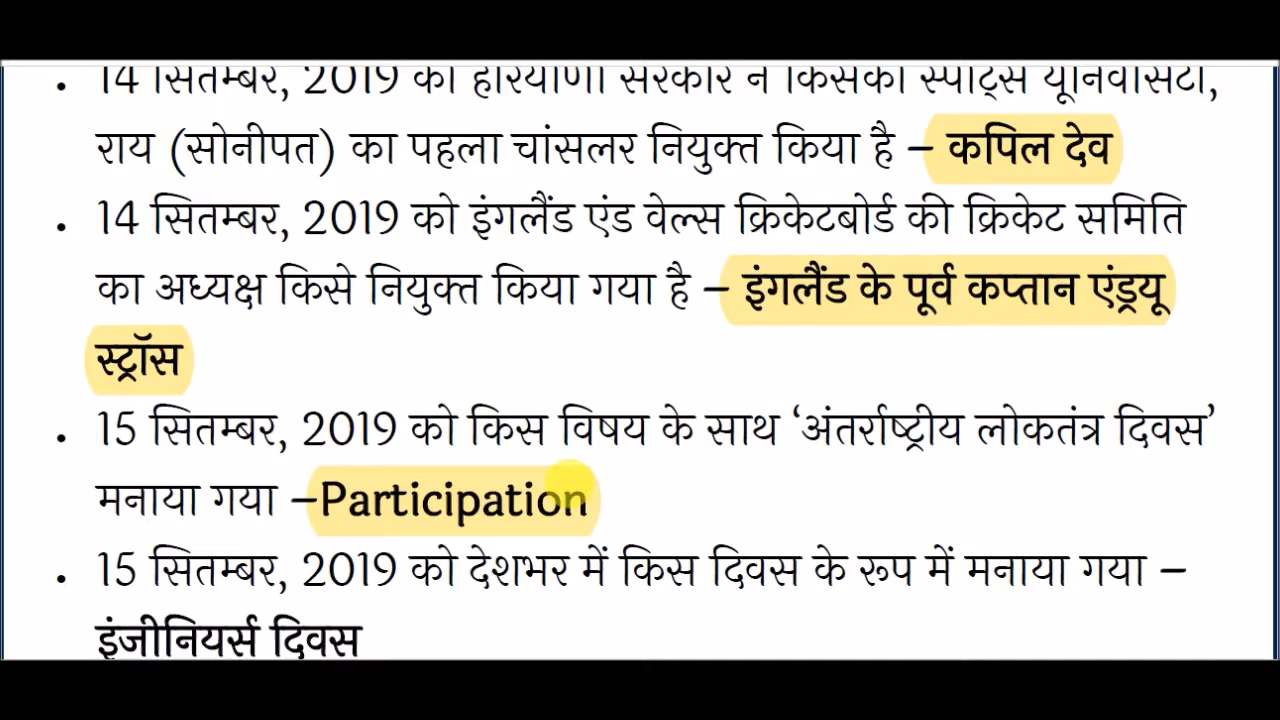 14 सितम्बर, 2019 को हरियाणा सरकार ने किसको स्पोर्ट्स यूनिवर्सिटी,
राय (सोनीपत) का पहला चांसलर नियुक्त किया है – कपिल देव
14 सितम्बर, 2019 को इंगलैंड एंड वेल्स क्रिकेटबोर्ड की क्रिकेट समिति
का अध्यक्ष किसे नियुक्त किया गया है – इंगलैंड के पूर्व कप्तान एंड्रयू
स्ट्रॉस
15 सितम्बर, 2019 को किस विषय के साथ ‘अंतर्राष्ट्रीय लोकतंत्र दिवस’
मनाया गया –Participation
15 सितम्बर, 2019 को देशभर में किस दिवस के रूप में मनाया गया –
इंजीनियर्स दिवस